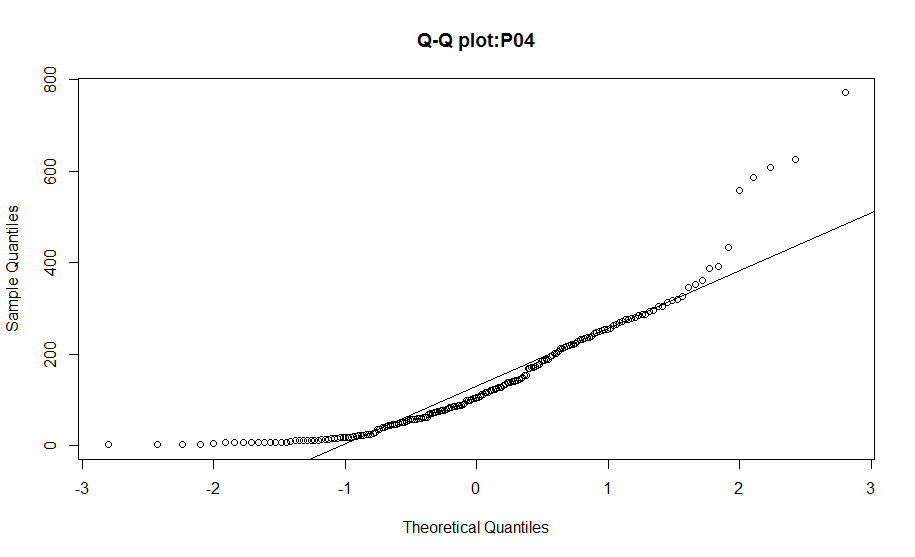 Q-Q plot:P04
800
600
400
200
0
Sample Quantiles
-3 -2 -1 0 1 2 3
Theoretical Quantiles